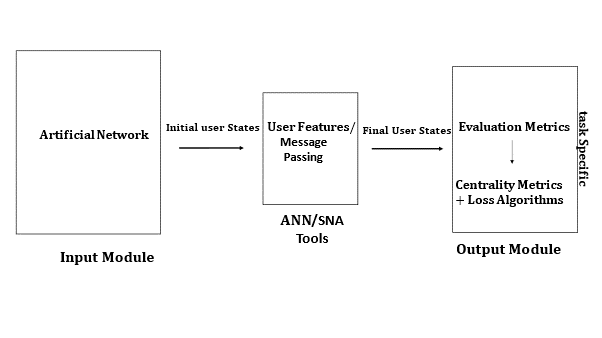 Artificial Network
Input Module
Initial user States
User Features/
Message
Passing
ANN/SNA
Tools
Final User States
Evaluation Metrics
Centrality Metrics
+ Loss Algorithms
Output Module
task Specific